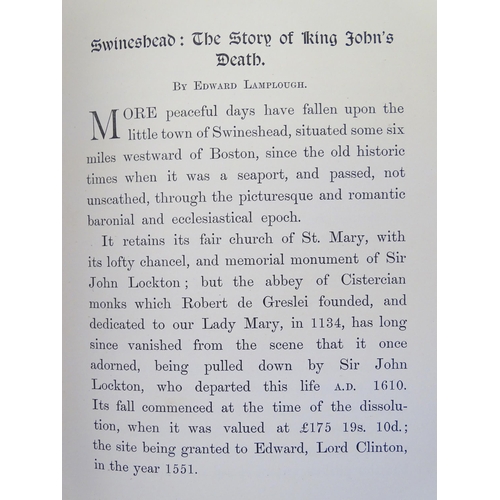 Swineshead: The Story of King John's
Death.
By Edward Lamplough.
MORE peaceful days have fallen upon the
little town of Swineshead, situated some six
miles westward of Boston, since the old historic
times when it was a seaport, and passed, not
unscathed, through the picturesque and romantic
baronial and ecclesiastical epoch.
It retains its fair church of St. Mary, with
its lofty chancel, and memorial monument of Sir
John Lockton; but the abbey of Cistercian
monks which Robert de Greslei founded, and
dedicated to our Lady Mary, in 1134, has long
since vanished from the scene that it once
adorned, being pulled down by Sir John
Lockton, who departed this life A.D. 1610.
Its fall commenced at the time of the dissolu-
tion, when it was valued at £175 19s. 10d.;
the site being granted to Edward, Lord Clinton,
in the year 1551.